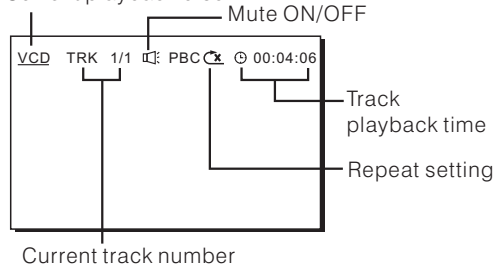 Mute ON/OFF
VCD TRK 1/1 PBC 00:04:06
Track
playback time
Repeat setting
Current track number